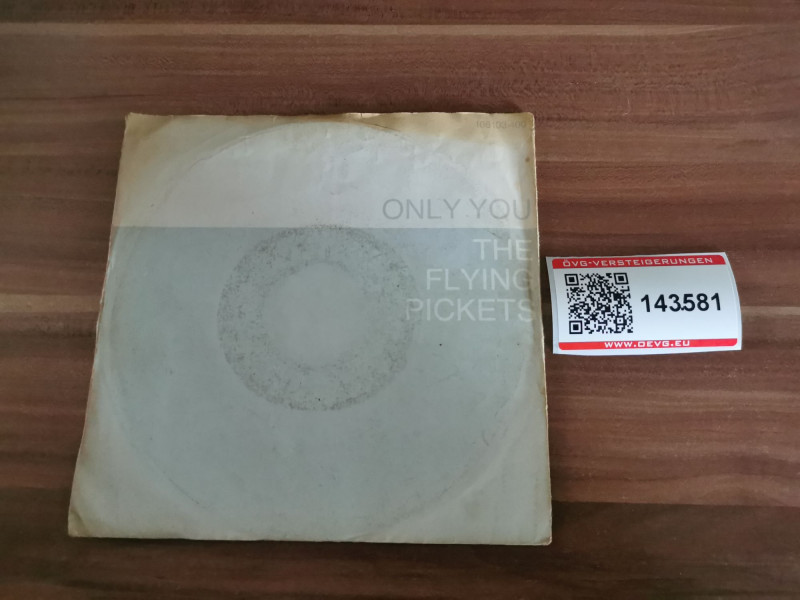 ONLY YOU
THE
FLYING
PICKETS
ÖVG-VERSTEIGERUNGEN
143581
WWW.OEVG.EU